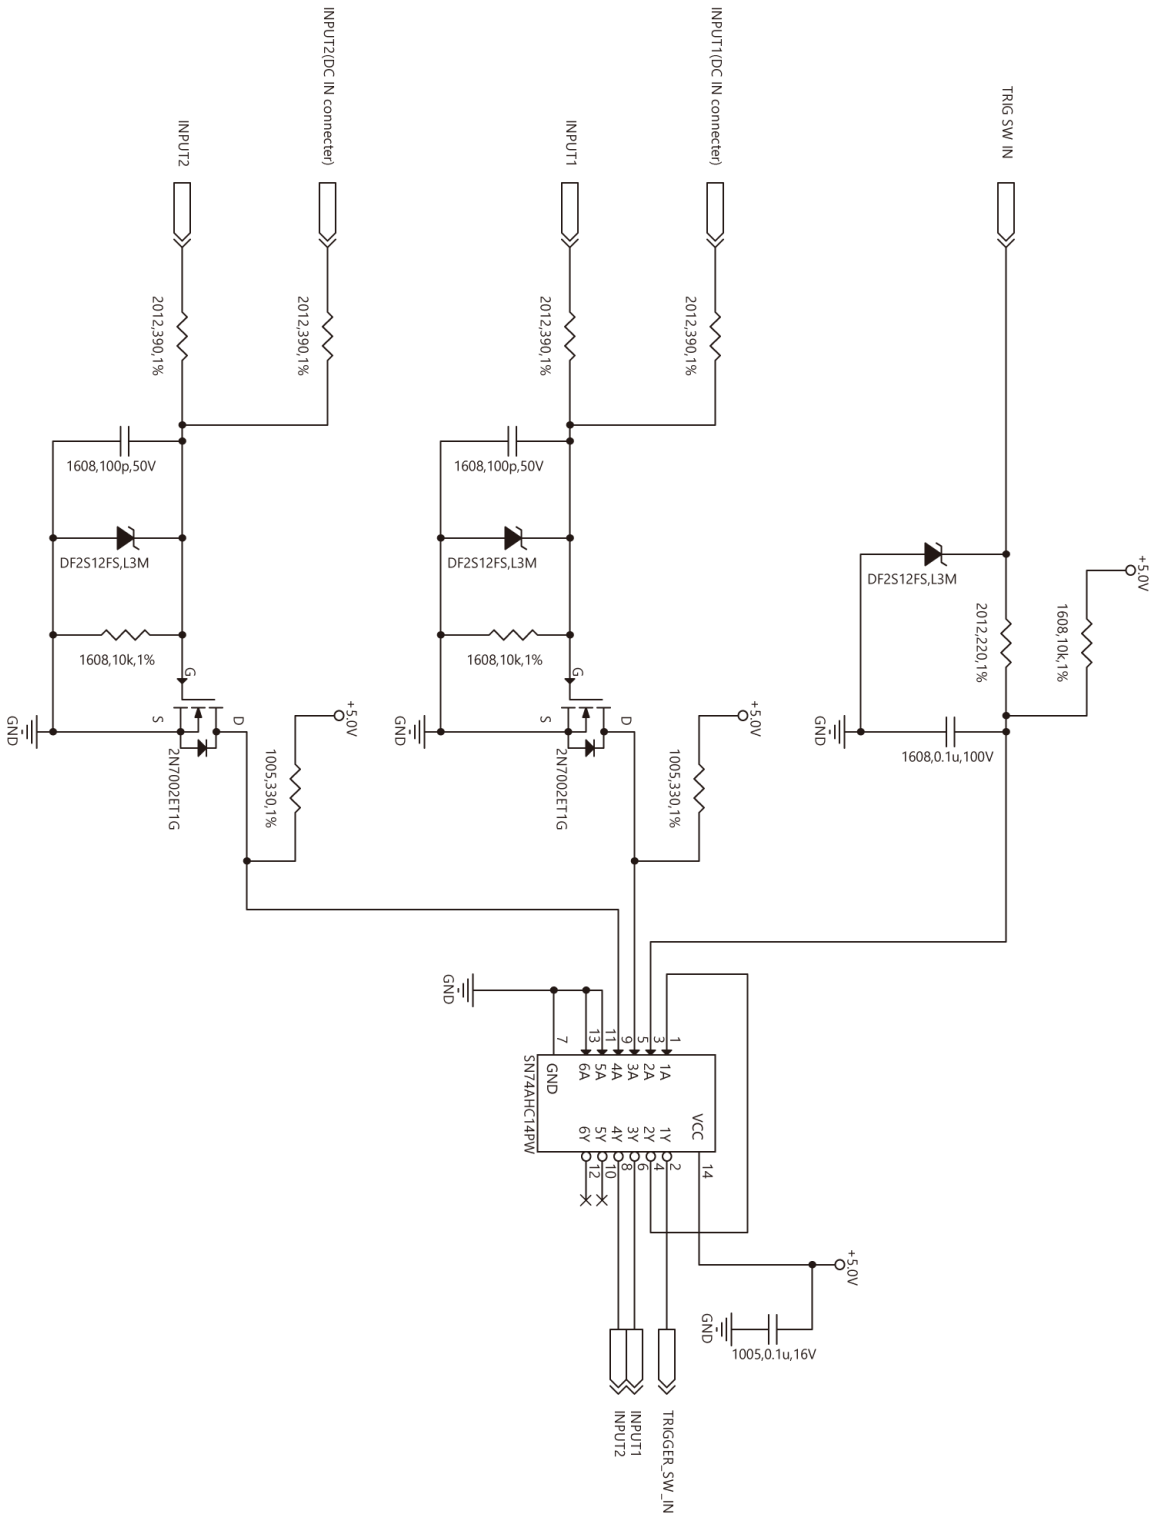 TRIG SW IN
+5.0V
1608,10k,1%
2012,220,1%
DF2S12FS,L3M
1608,0.1u,100V
GND
INPUT1(DC IN connecter)
2012,390,1%
INPUT1
2012,390,1%
1608,100p,50V
DF2S12FS,L3M
1608,10k,1%
G
S
D
2N7002ET1G
GND
+5.0V
1005,330,1%
INPUT2(DC IN connecter)
2012,390,1%
INPUT2
2012,390,1%
1608,100p,50V
DF2S12FS,L3M
1608,10k,1%
G
S
D
2N7002ET1G
GND
+5.0V
1005,330,1%
GND
1
3
5
9
11
13
7
1A
2A
3A
4A
5A
6A
GND
VCC
1Y
2Y
3Y
4Y
5Y
6Y
14
2
4
6
8
10
12
SN74AHC14PW
+5.0V
1005,0.1u,16V
GND
TRIGGER_SW_IN
INPUT1
INPUT2